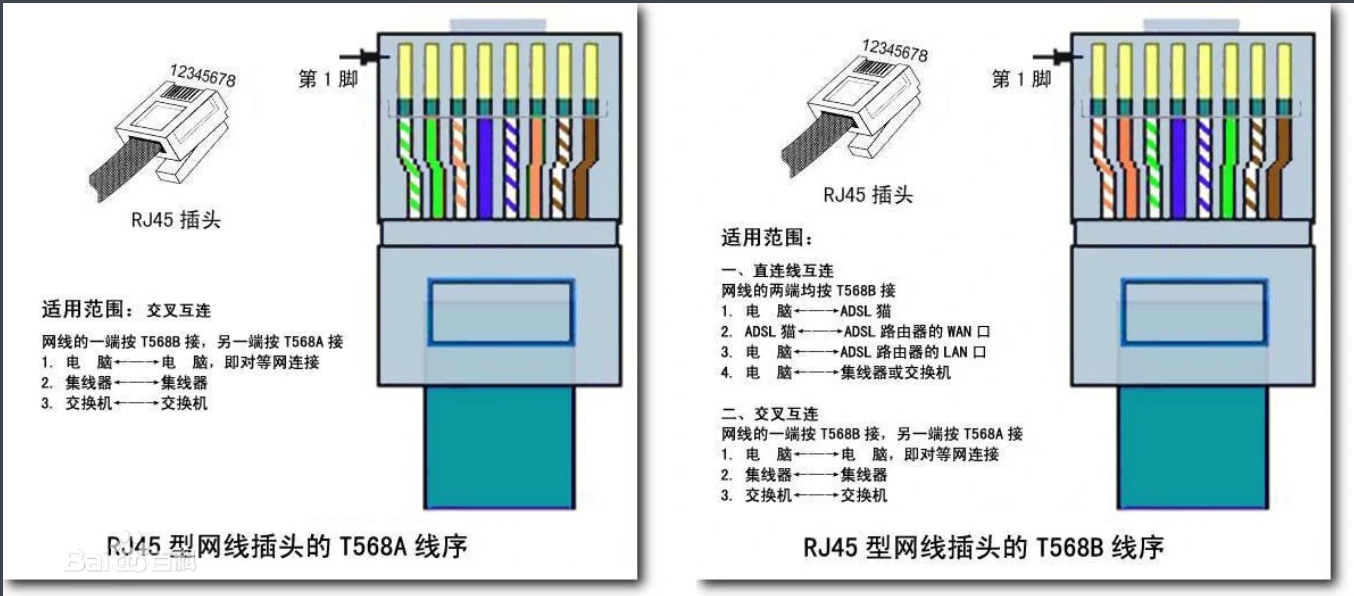 12345678
第1脚
RJ45 插头
适用范围：交叉互连
网线的一端按 T568B 接，另一端按 T568A 接
1. 电 脑←——→电 脑，即对等网连接
2. 集线器←——→集线器
3. 交换机←——→交换机
RJ45 型网线插头的 T568A 线序
Baidu百科
12345678
第1脚
RJ45 插头
适用范围：
一、直连线互连
网线的两端均按 T568B 接
1. 电 脑←——→ADSL 猫
2. ADSL 猫←——→ADSL 路由器的 WAN 口
3. 电 脑←——→ADSL 路由器的 LAN 口
4. 电 脑←——→集线器或交换机
二、交叉互连
网线的一端按 T568B 接，另一端按 T568A 接
1. 电 脑←——→电 脑，即对等网连接
2. 集线器←——→集线器
3. 交换机←——→交换机
RJ45 型网线插头的 T568B 线序